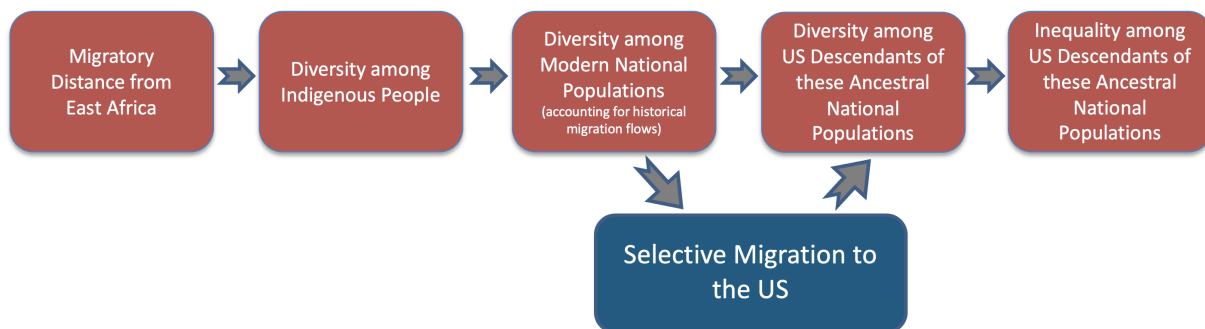 Migratory
Distance from
East Africa
Diversity among
Indigenous People
Diversity among
Modern National
Populations
(accounting for historical
migration flows)
Diversity among
US Descendants of
these Ancestral
National
Populations
Inequality among
US Descendants
of these Ancestral
National
Populations
Selective Migration to
the US